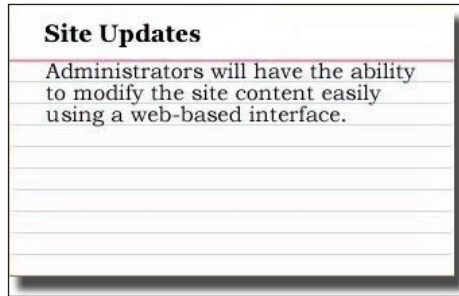 Site Updates
Administrators will have the ability
to modify the site content easily
using a web-based interface.